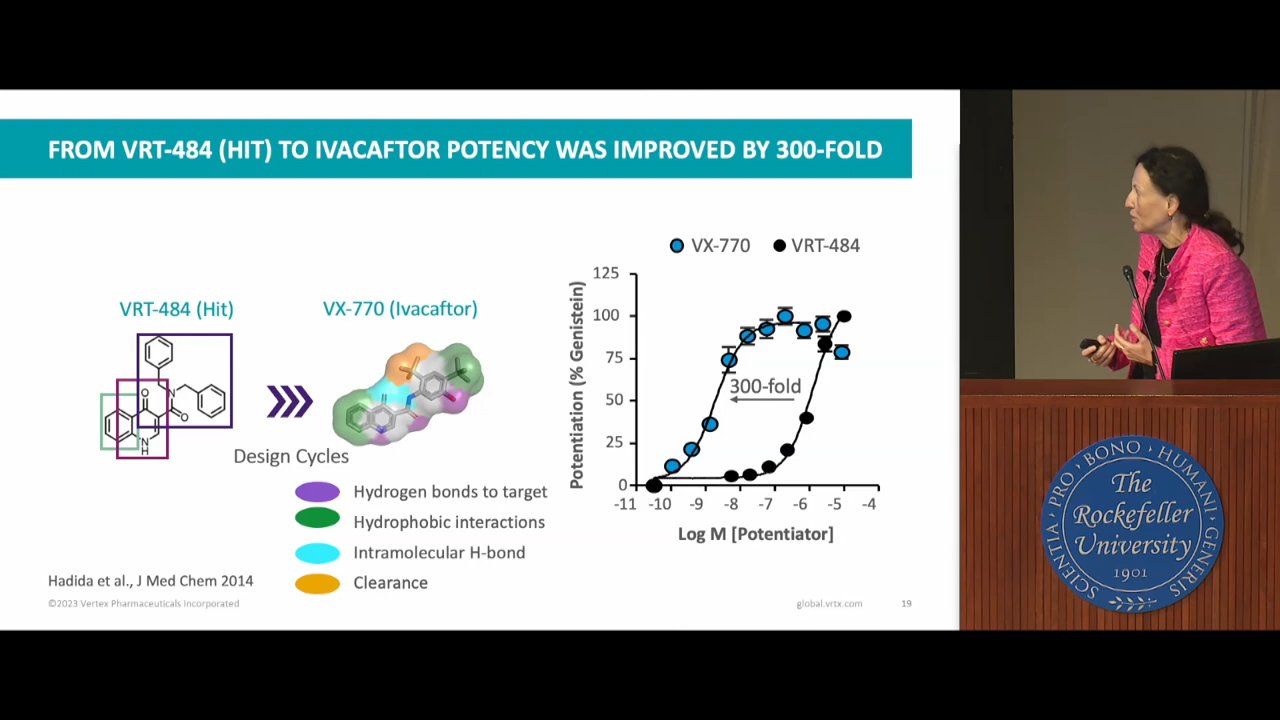 FROM VRT-484 (HIT) TO IVACAFTOR POTENCY WAS IMPROVED BY 300-FOLD
VRT-484 (Hit)
VX-770 (Ivacaftor)
O
N
O
N
H
Design Cycles
Hydrogen bonds to target
Hydrophobic interactions
Intramolecular H-bond
Clearance
VX-770
VRT-484
Potentiation (% Genistein)
125
100
75
50
25
0
300-fold
-11 -10 -9 -8 -7 -6 -5 -4
Log M [Potentiator]
Hadida et al., J Med Chem 2014
©2023 Vertex Pharmaceuticals Incorporated
global.vrtx.com
19
SCIENTIA · PRO · BONO · HUMANI · GENERIS
The
Rockefeller
University
1901